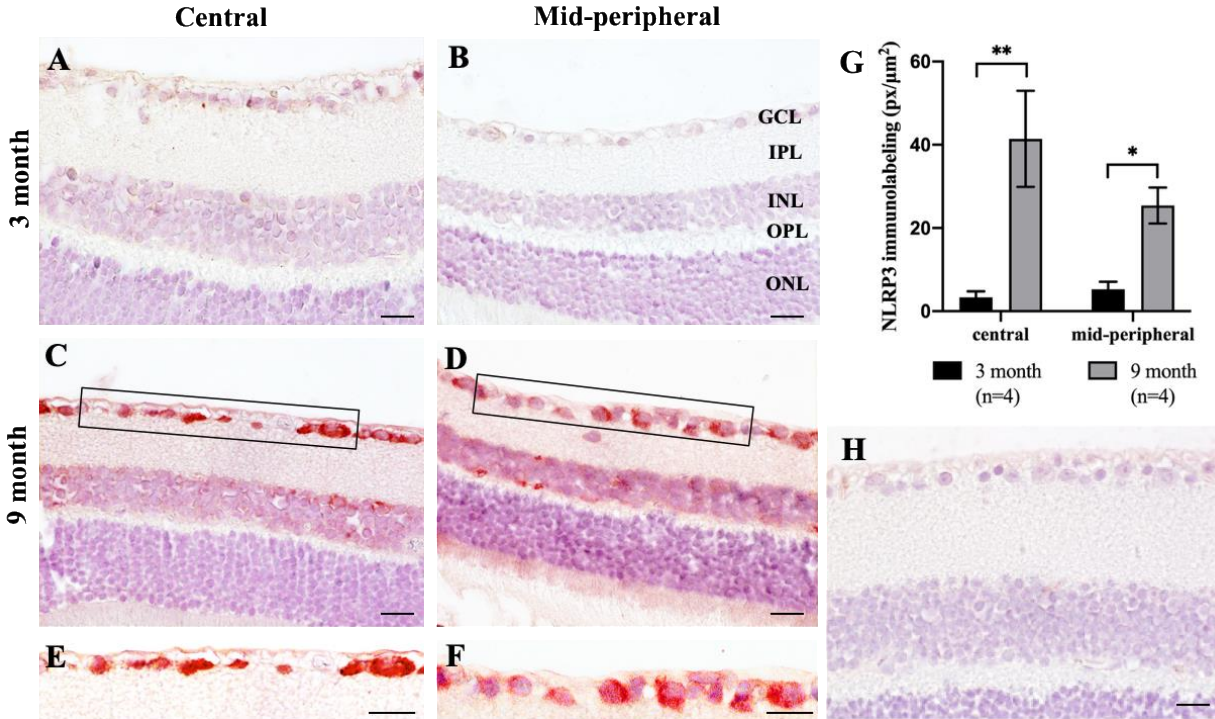 Central
Mid-peripheral
3 month
A
B
GCL
IPL
INL
OPL
ONL
9 month
C
D
E
F
G
NLRP3 immunolabeling (px/μm²)
60
40
20
0
**
*
central
mid-peripheral
3 month
(n=4)
9 month
(n=4)
H